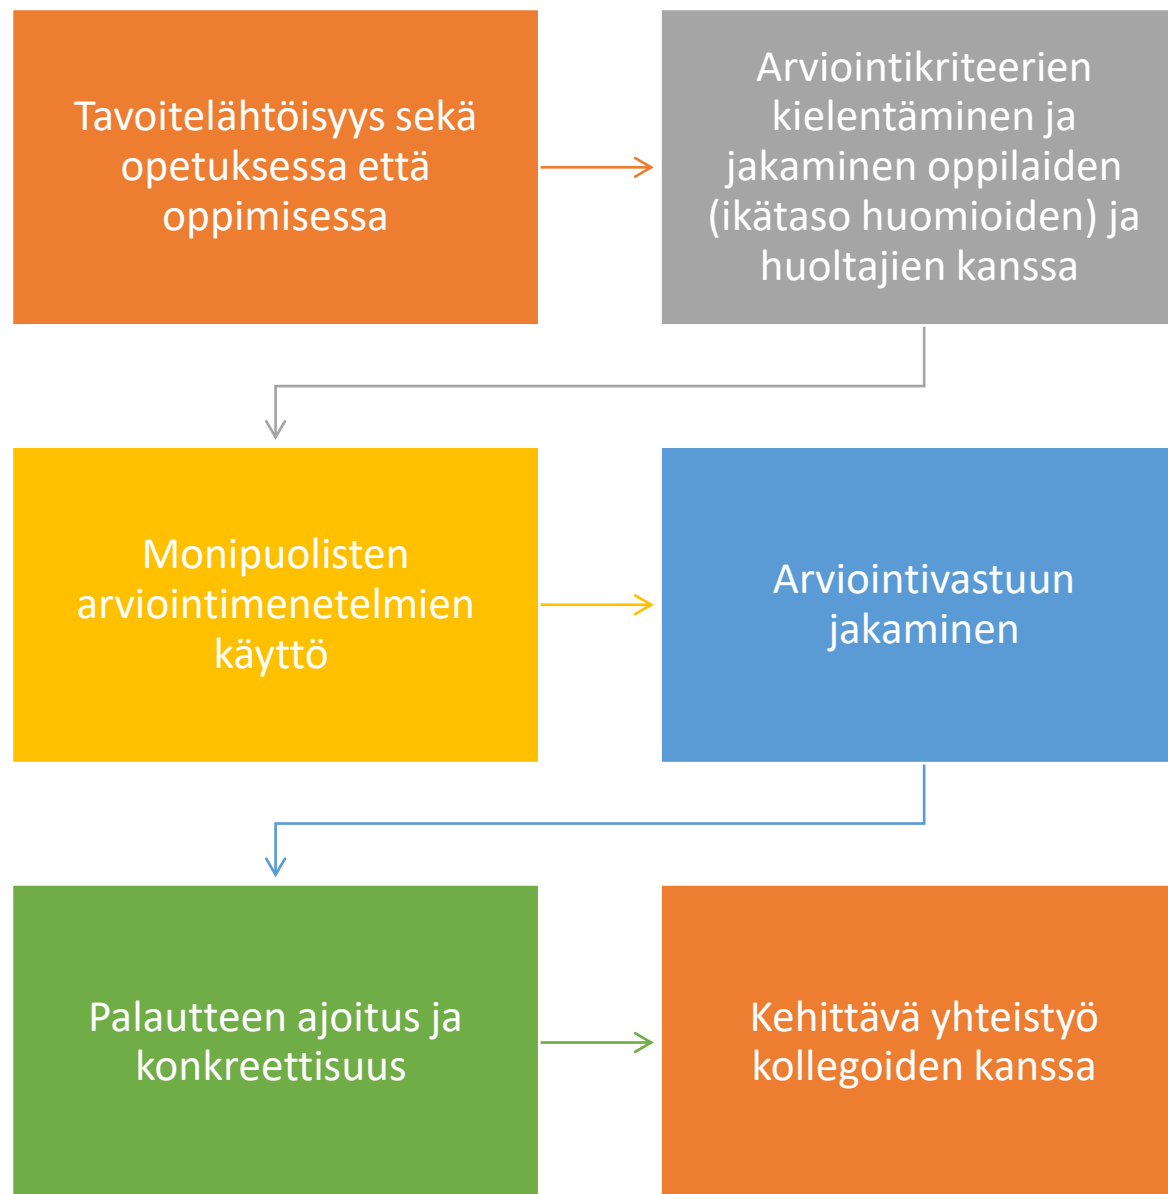 Tavoitelähtöisyys sekä
opetuksessa että
oppimisessa
Arviointikriteerien
kielentäminen ja
jakaminen oppilaiden
(ikätaso huomioiden) ja
huoltajien kanssa
Monipuolisten
arviointimenetelmien
käyttö
Arviointivastuun
jakaminen
Palautteen ajoitus ja
konkreettisuus
Kehittävä yhteistyö
kollegoiden kanssa